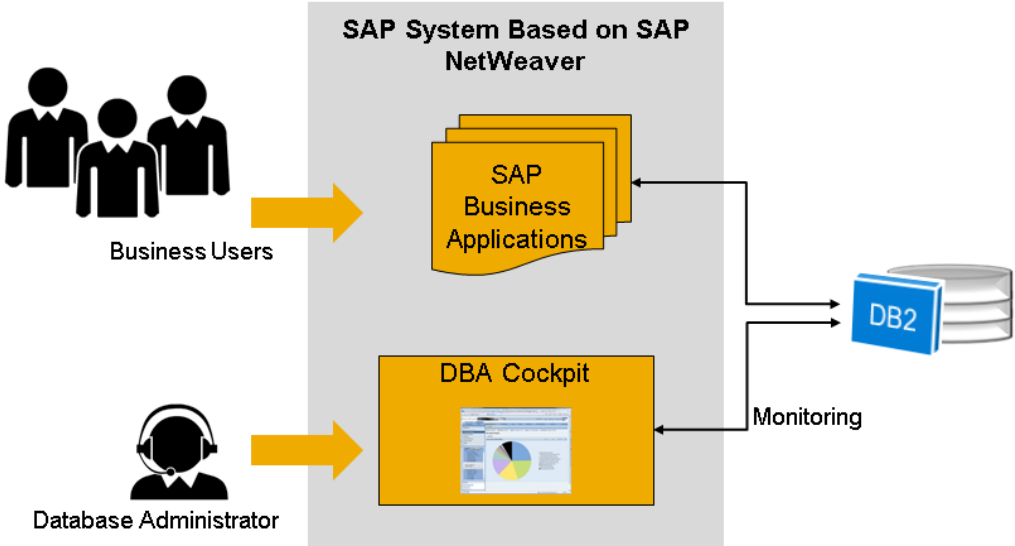 SAP System Based on SAP
NetWeaver
SAP
Business
Applications
Business Users
DB2
DBA Cockpit
Monitoring
Database Administrator